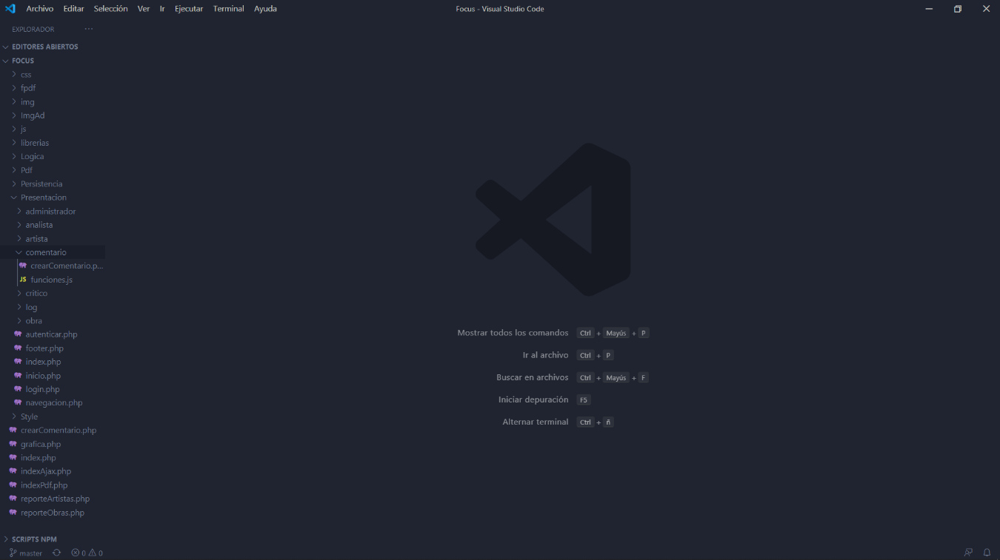 Archivo Editar Selección Ver Ir Ejecutar Terminal Ayuda
Focus - Visual Studio Code
EXPLORADOR
EDITORES ABIERTOS
FOCUS
css
fpdf
img
ImgAd
js
librerias
Logica
Pdf
Persistencia
Presentacion
administrador
analista
artista
comentario
crearComentario.p...
JS funciones.js
critico
log
obra
autenticar.php
footer.php
index.php
inicio.php
login.php
navegacion.php
Style
crearComentario.php
grafica.php
index.php
indexAjax.php
indexPdf.php
reporteArtistas.php
reporteObras.php
SCRIPTS NPM
master 0 0
Mostrar todos los comandos Ctrl + Mayús + P
Ir al archivo Ctrl + P
Buscar en archivos Ctrl + Mayús + F
Iniciar depuración F5
Alternar terminal Ctrl + ñ